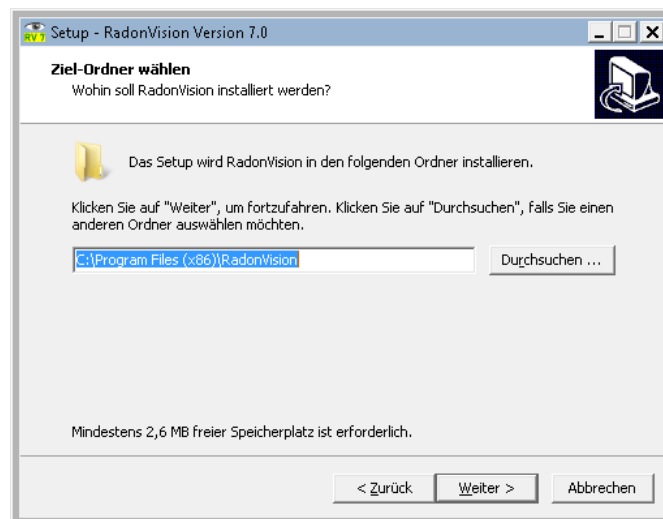 RV 7 Setup - RadonVision Version 7.0
Ziel-Ordner wählen
Wohin soll RadonVision installiert werden?
Das Setup wird RadonVision in den folgenden Ordner installieren.
Klicken Sie auf "Weiter", um fortzufahren. Klicken Sie auf "Durchsuchen", falls Sie einen
anderen Ordner auswählen möchten.
C:\Program Files (x86)\RadonVision
Durchsuchen ...
Mindestens 2,6 MB freier Speicherplatz ist erforderlich.
< Zurück Weiter > Abbrechen